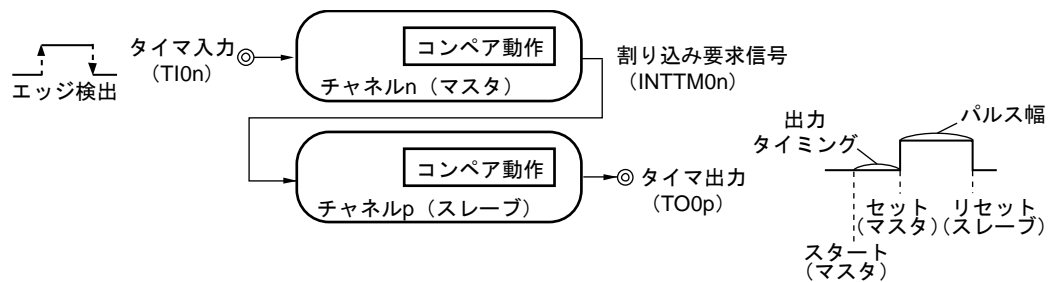 エッジ検出
タイマ入力
(TI0n)
コンペア動作
チャネルn（マスタ）
割り込み要求信号
(INTTM0n)
コンペア動作
チャネルp（スレーブ）
タイマ出力
(TO0p)
出力
タイミング
パルス幅
セット
(マスタ)
リセット
(スレーブ)
スタート
(マスタ)